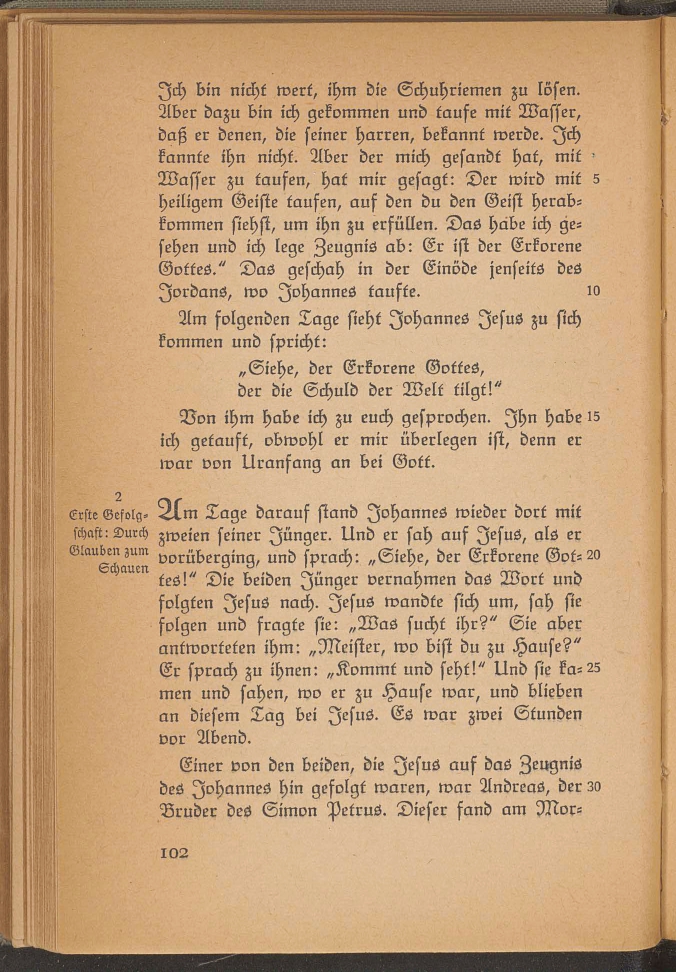 Ich bin nicht wert, ihm die Schuhriemen zu lösen.
Aber dazu bin ich gekommen und taufe mit Wasser,
daß er denen, die seiner harren, bekannt werde. Ich
kannte ihn nicht. Aber der mich gesandt hat, mit
Wasser zu taufen, hat mir gesagt: Der wird mit 5
heiligem Geiste taufen, auf den du den Geist herab-
kommen siehst, um ihn zu erfüllen. Das habe ich ge-
sehen und ich lege Zeugnis ab: Er ist der Erkorene
Gottes.“ Das geschah in der Einöde jenseits des
Jordans, wo Johannes taufte. 10
Am folgenden Tage sieht Johannes Jesus zu sich
kommen und spricht:
„Siehe, der Erkorene Gottes,
der die Schuld der Welt tilgt!“
Von ihm habe ich zu euch gesprochen. Ihn habe 15
ich getauft, obwohl er mir überlegen ist, denn er
war von Uranfang an bei Gott.
2
Erste Gefolg-
schaft: Durch
Glauben zum
Schauen
Am Tage darauf stand Johannes wieder dort mit
zweien seiner Jünger. Und er sah auf Jesus, als er
vorüberging, und sprach: „Siehe, der Erkorene Got- 20
tes!“ Die beiden Jünger vernahmen das Wort und
folgten Jesus nach. Jesus wandte sich um, sah sie
folgen und fragte sie: „Was sucht ihr?“ Sie aber
antworteten ihm: „Meister, wo bist du zu Hause?“
Er sprach zu ihnen: „Kommt und seht!“ Und sie ka- 25
men und sahen, wo er zu Hause war, und blieben
an diesem Tag bei Jesus. Es war zwei Stunden
vor Abend.
Einer von den beiden, die Jesus auf das Zeugnis
des Johannes hin gefolgt waren, war Andreas, der 30
Bruder des Simon Petrus. Dieser fand am Mor-
102